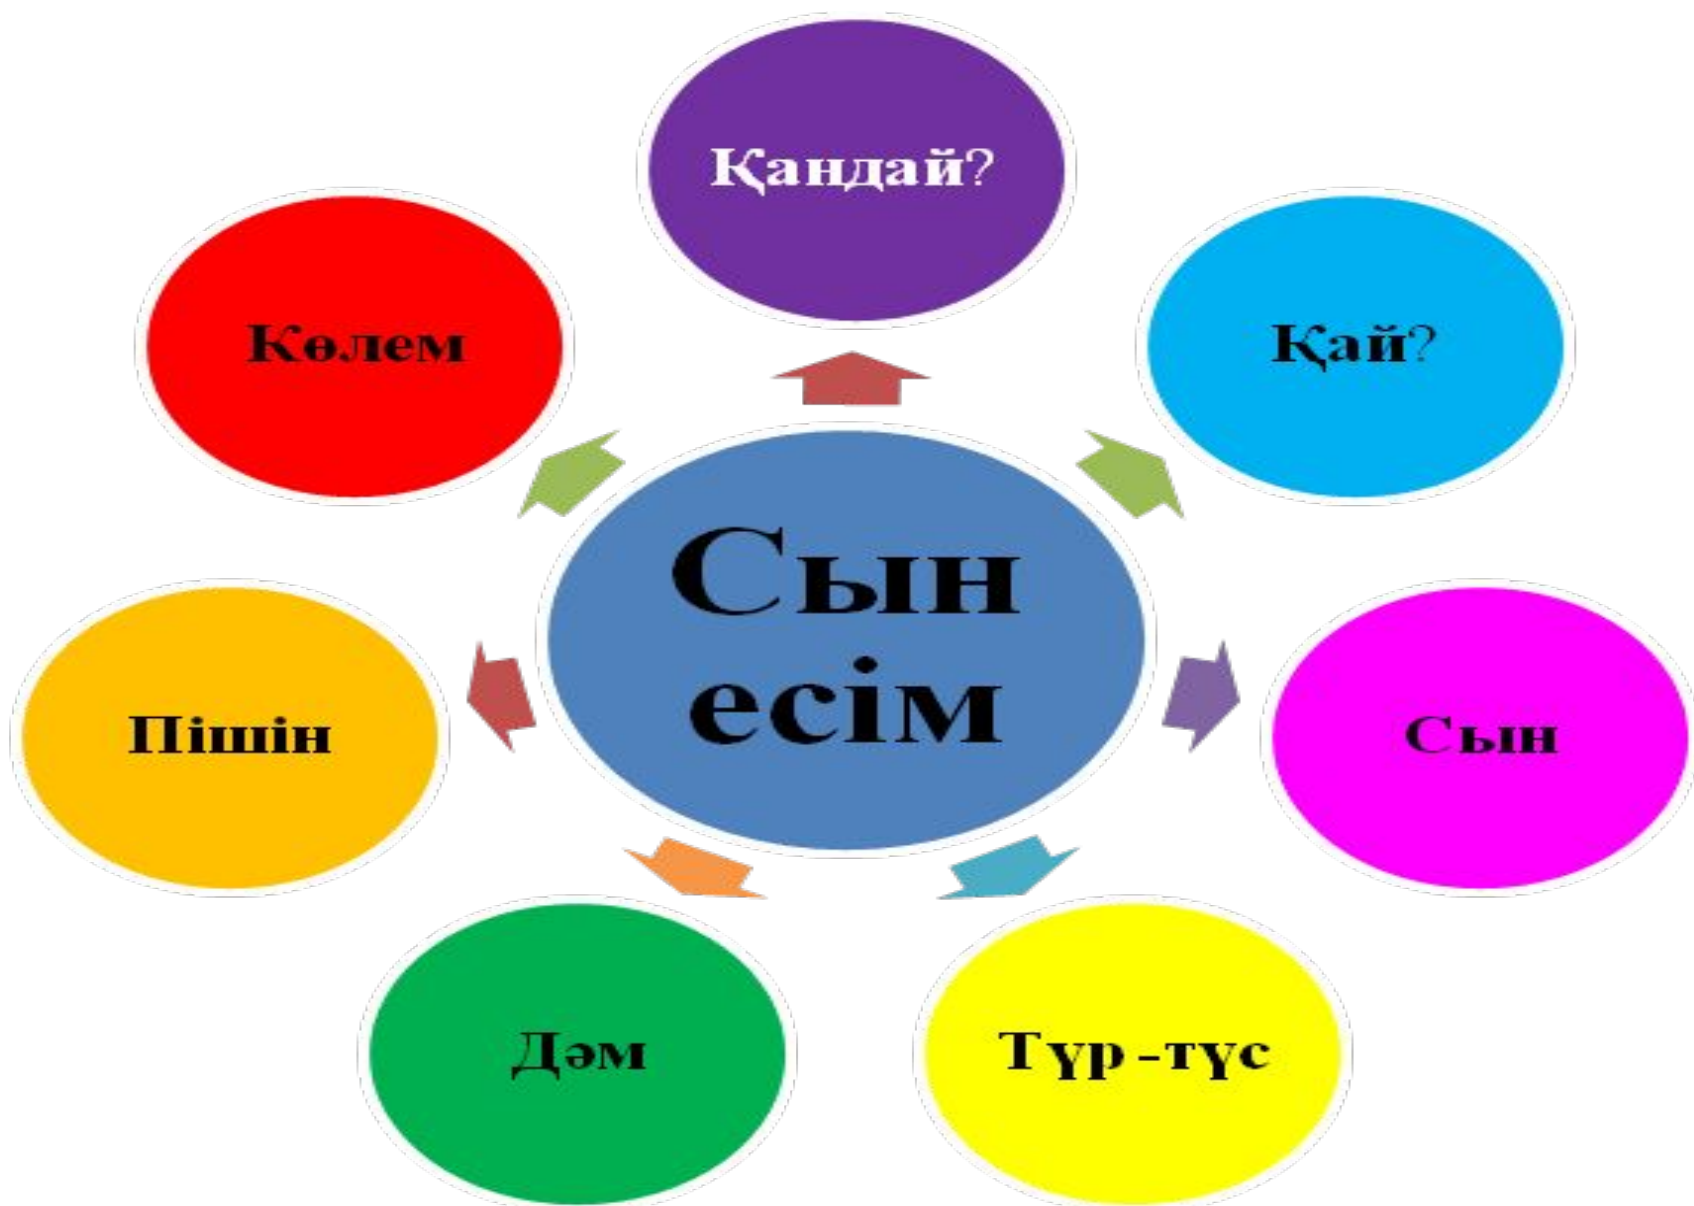 Қандай?
Көлем
Қай?
Сын
есім
Пішін
Сын
Дәм
Түр-түс